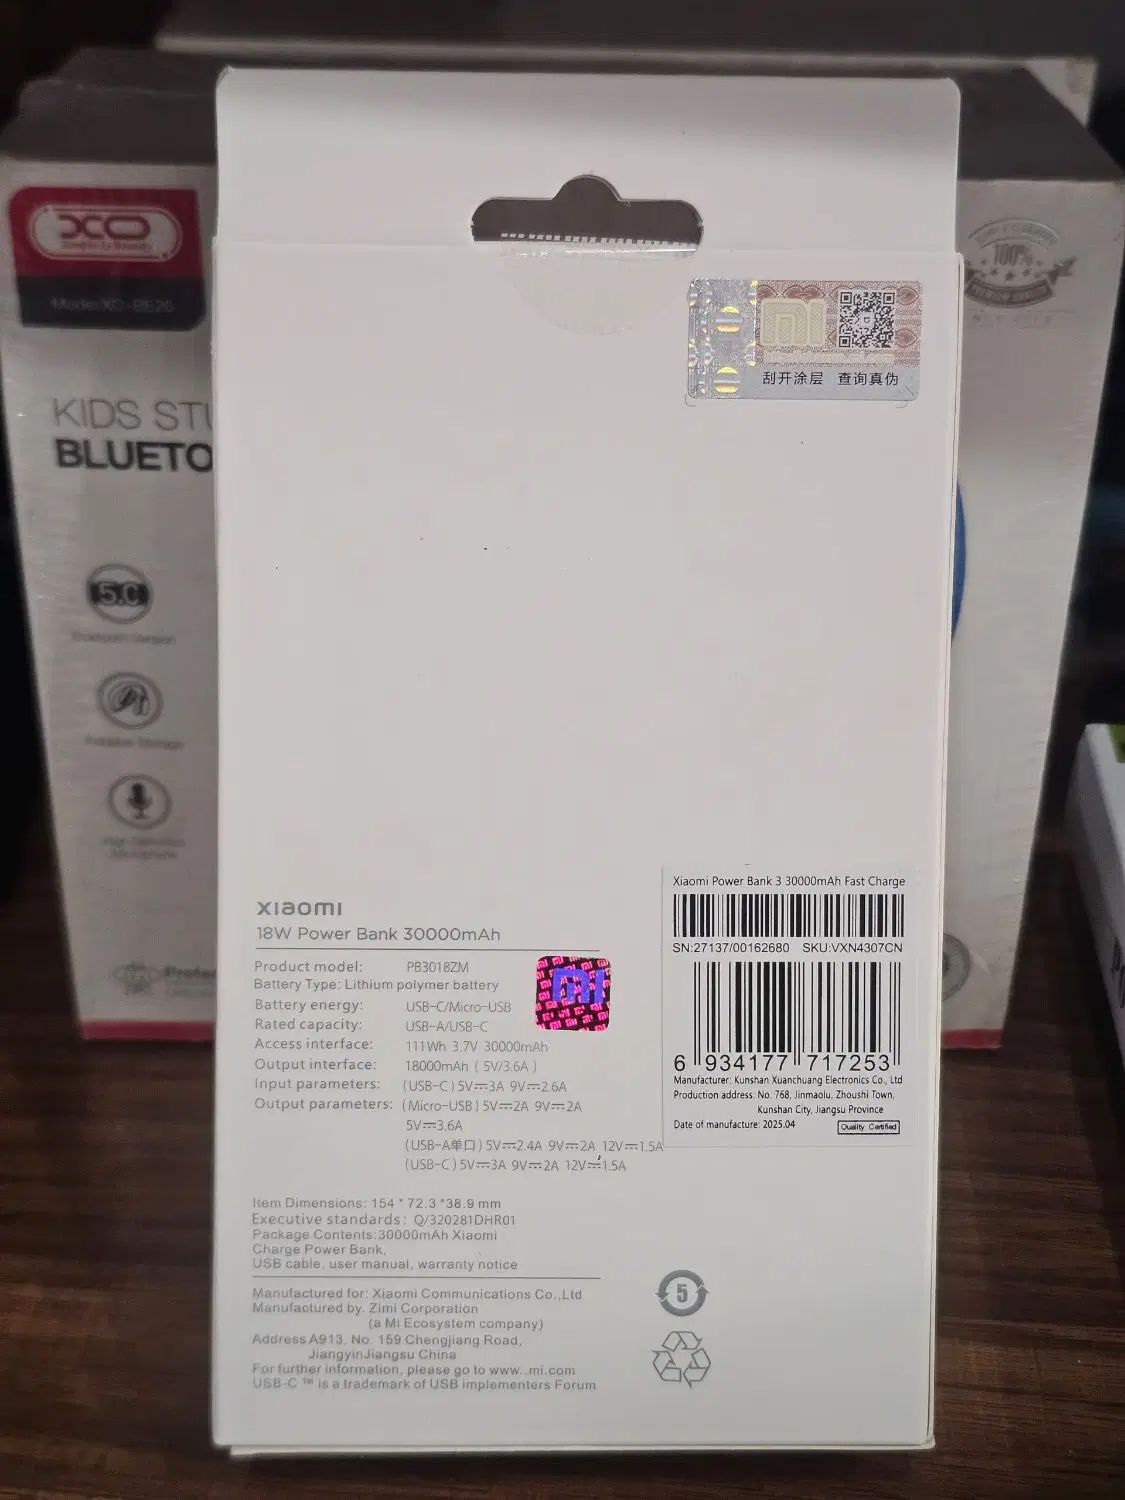 XO
Model:XO-BE26
KIDS STU
BLUETO
5.0
Bluetooth Version
100%
刮开涂层 查询真伪
xiaomi
18W Power Bank 30000mAh
Product model: PB3018ZM
Battery Type: Lithium polymer battery
Battery energy: USB-C/Micro-USB
Rated capacity: USB-A/USB-C
Access interface: 111Wh 3.7V 30000mAh
Output interface: 18000mAh ( 5V/3.6A )
Input parameters: (USB-C) 5V⎓3A 9V⎓2.6A
Output parameters: (Micro-USB) 5V⎓2A 9V⎓2A
5V⎓3.6A
(USB-A单口) 5V⎓2.4A 9V⎓2A 12V⎓1.5A
(USB-C) 5V⎓3A 9V⎓2A 12V⎓1.5A
Item Dimensions: 154 * 72.3 *38.9 mm
Executive standards: Q/320281DHR01
Package Contents:30000mAh Xiaomi
Charge Power Bank,
USB cable, user manual, warranty notice
Manufactured for: Xiaomi Communications Co.,Ltd
Manufactured by. Zimi Corporation
(a Mi Ecosystem company)
Address A913, No. 159 Chengjiang Road,
JiangyinJiangsu China
For further information, please go to www..mi.com
USB-C ™ is a trademark of USB implementers Forum
Xiaomi Power Bank 3 30000mAh Fast Charge
SN:27137/00162680 SKU:VXN4307CN
6 934177 717253
Manufacturer: Kunshan Xuanchuang Electronics Co., Ltd
Production address: No. 768, Jinmaolu, Zhoushi Town,
Kunshan City, Jiangsu Province
Date of manufacture: 2025.04
Quality Certified
5